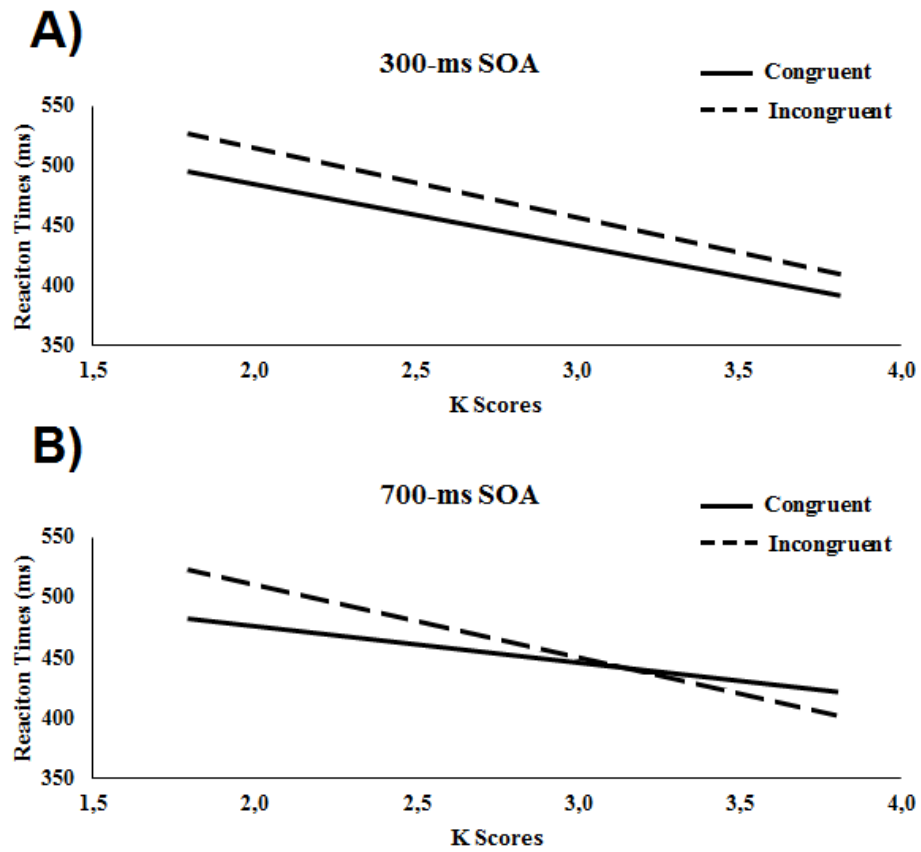 A)
300-ms SOA
Congruent
Incongruent
Reaciton Times (ms)
550
500
450
400
350
1,5 2,0 2,5 3,0 3,5 4,0
K Scores
B)
700-ms SOA
Congruent
Incongruent
Reaciton Times (ms)
550
500
450
400
350
1,5 2,0 2,5 3,0 3,5 4,0
K Scores